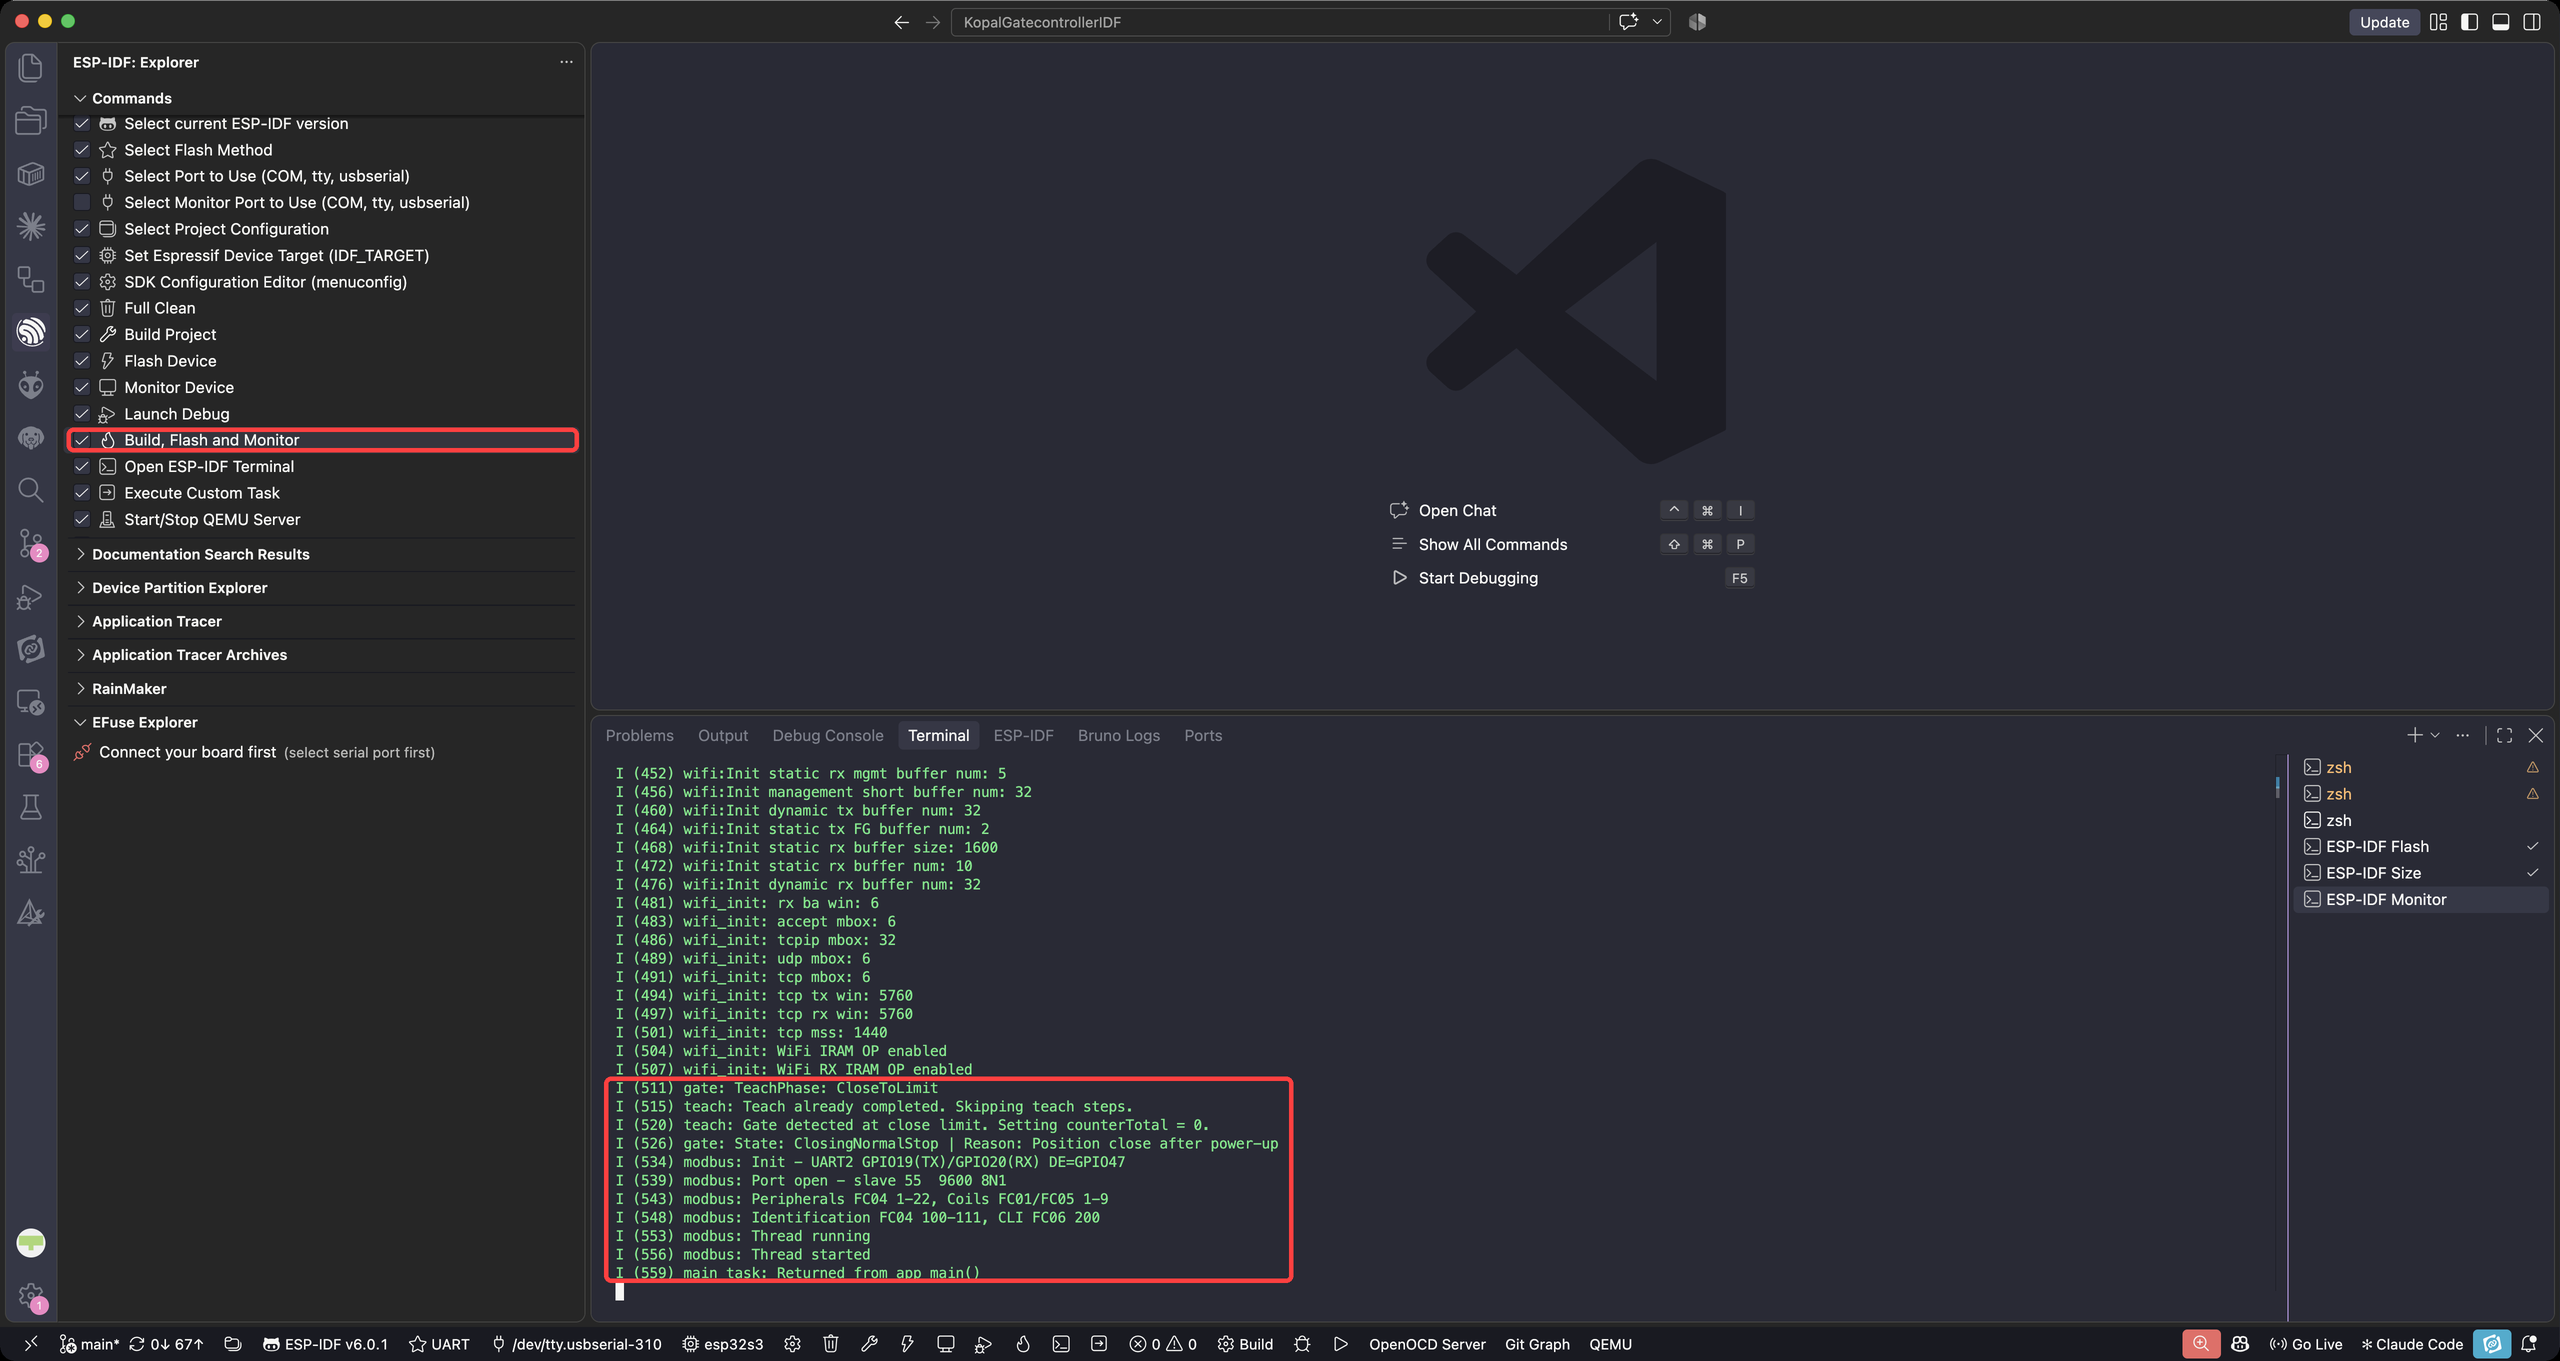 KopalGatecontrollerIDF
Update
ESP-IDF: Explorer
Commands
Select current ESP-IDF version
Select Flash Method
Select Port to Use (COM, tty, usbserial)
Select Monitor Port to Use (COM, tty, usbserial)
Select Project Configuration
Set Espressif Device Target (IDF_TARGET)
SDK Configuration Editor (menuconfig)
Full Clean
Build Project
Flash Device
Monitor Device
Launch Debug
Build, Flash and Monitor
Open ESP-IDF Terminal
Execute Custom Task
Start/Stop QEMU Server
Documentation Search Results
Device Partition Explorer
Application Tracer
Application Tracer Archives
RainMaker
EFuse Explorer
Connect your board first (select serial port first)
2
6
1
Open Chat ^ ⌘ I
Show All Commands ⇧ ⌘ P
Start Debugging F5
Problems Output Debug Console Terminal ESP-IDF Bruno Logs Ports
I (452) wifi:Init static rx mgmt buffer num: 5
I (456) wifi:Init management short buffer num: 32
I (460) wifi:Init dynamic tx buffer num: 32
I (464) wifi:Init static tx FG buffer num: 2
I (468) wifi:Init static rx buffer size: 1600
I (472) wifi:Init static rx buffer num: 10
I (476) wifi:Init dynamic rx buffer num: 32
I (481) wifi_init: rx ba win: 6
I (483) wifi_init: accept mbox: 6
I (486) wifi_init: tcpip mbox: 32
I (489) wifi_init: udp mbox: 6
I (491) wifi_init: tcp mbox: 6
I (494) wifi_init: tcp tx win: 5760
I (497) wifi_init: tcp rx win: 5760
I (501) wifi_init: tcp mss: 1440
I (504) wifi_init: WiFi IRAM OP enabled
I (507) wifi_init: WiFi RX IRAM OP enabled
I (511) gate: TeachPhase: CloseToLimit
I (515) teach: Teach already completed. Skipping teach steps.
I (520) teach: Gate detected at close limit. Setting counterTotal = 0.
I (526) gate: State: ClosingNormalStop | Reason: Position close after power-up
I (534) modbus: Init - UART2 GPIO19(TX)/GPIO20(RX) DE=GPIO47
I (539) modbus: Port open - slave 55  9600 8N1
I (543) modbus: Peripherals FC04 1-22, Coils FC01/FC05 1-9
I (548) modbus: Identification FC04 100-111, CLI FC06 200
I (553) modbus: Thread running
I (556) modbus: Thread started
I (559) main_task: Returned from app_main()
zsh
zsh
zsh
ESP-IDF Flash
ESP-IDF Size
ESP-IDF Monitor
main* 0↓ 67↑ ESP-IDF v6.0.1 UART /dev/tty.usbserial-310 esp32s3 0 0 Build OpenOCD Server Git Graph QEMU Go Live Claude Code